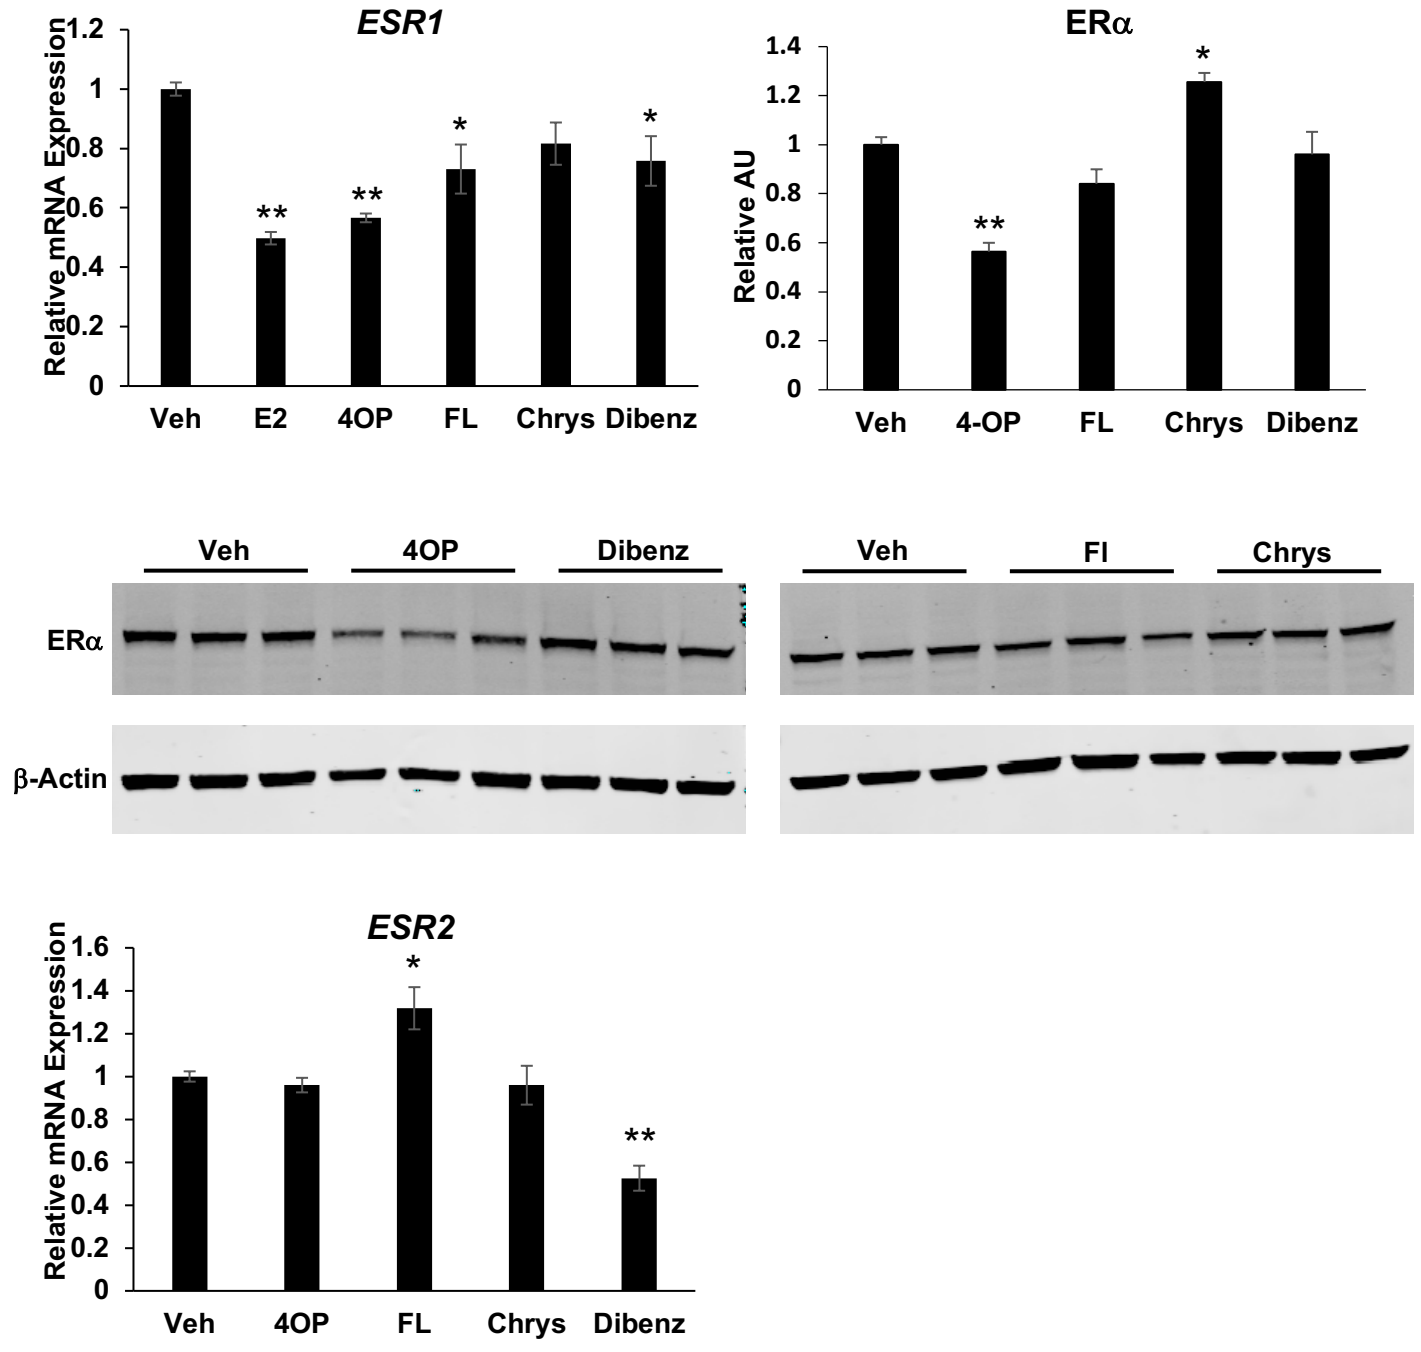 ESR1
Relative mRNA Expression
1.2
1
0.8
0.6
0.4
0.2
0
**
**
*
*
Veh E2 4OP FL Chrys Dibenz
ERα
Relative AU
1.4
1.2
1
0.8
0.6
0.4
0.2
0
**
*
Veh 4-OP FL Chrys Dibenz
Veh 4OP Dibenz
Veh Fl Chrys
ERα
β-Actin
ESR2
Relative mRNA Expression
1.6
1.4
1.2
1
0.8
0.6
0.4
0.2
0
*
**
Veh 4OP FL Chrys Dibenz